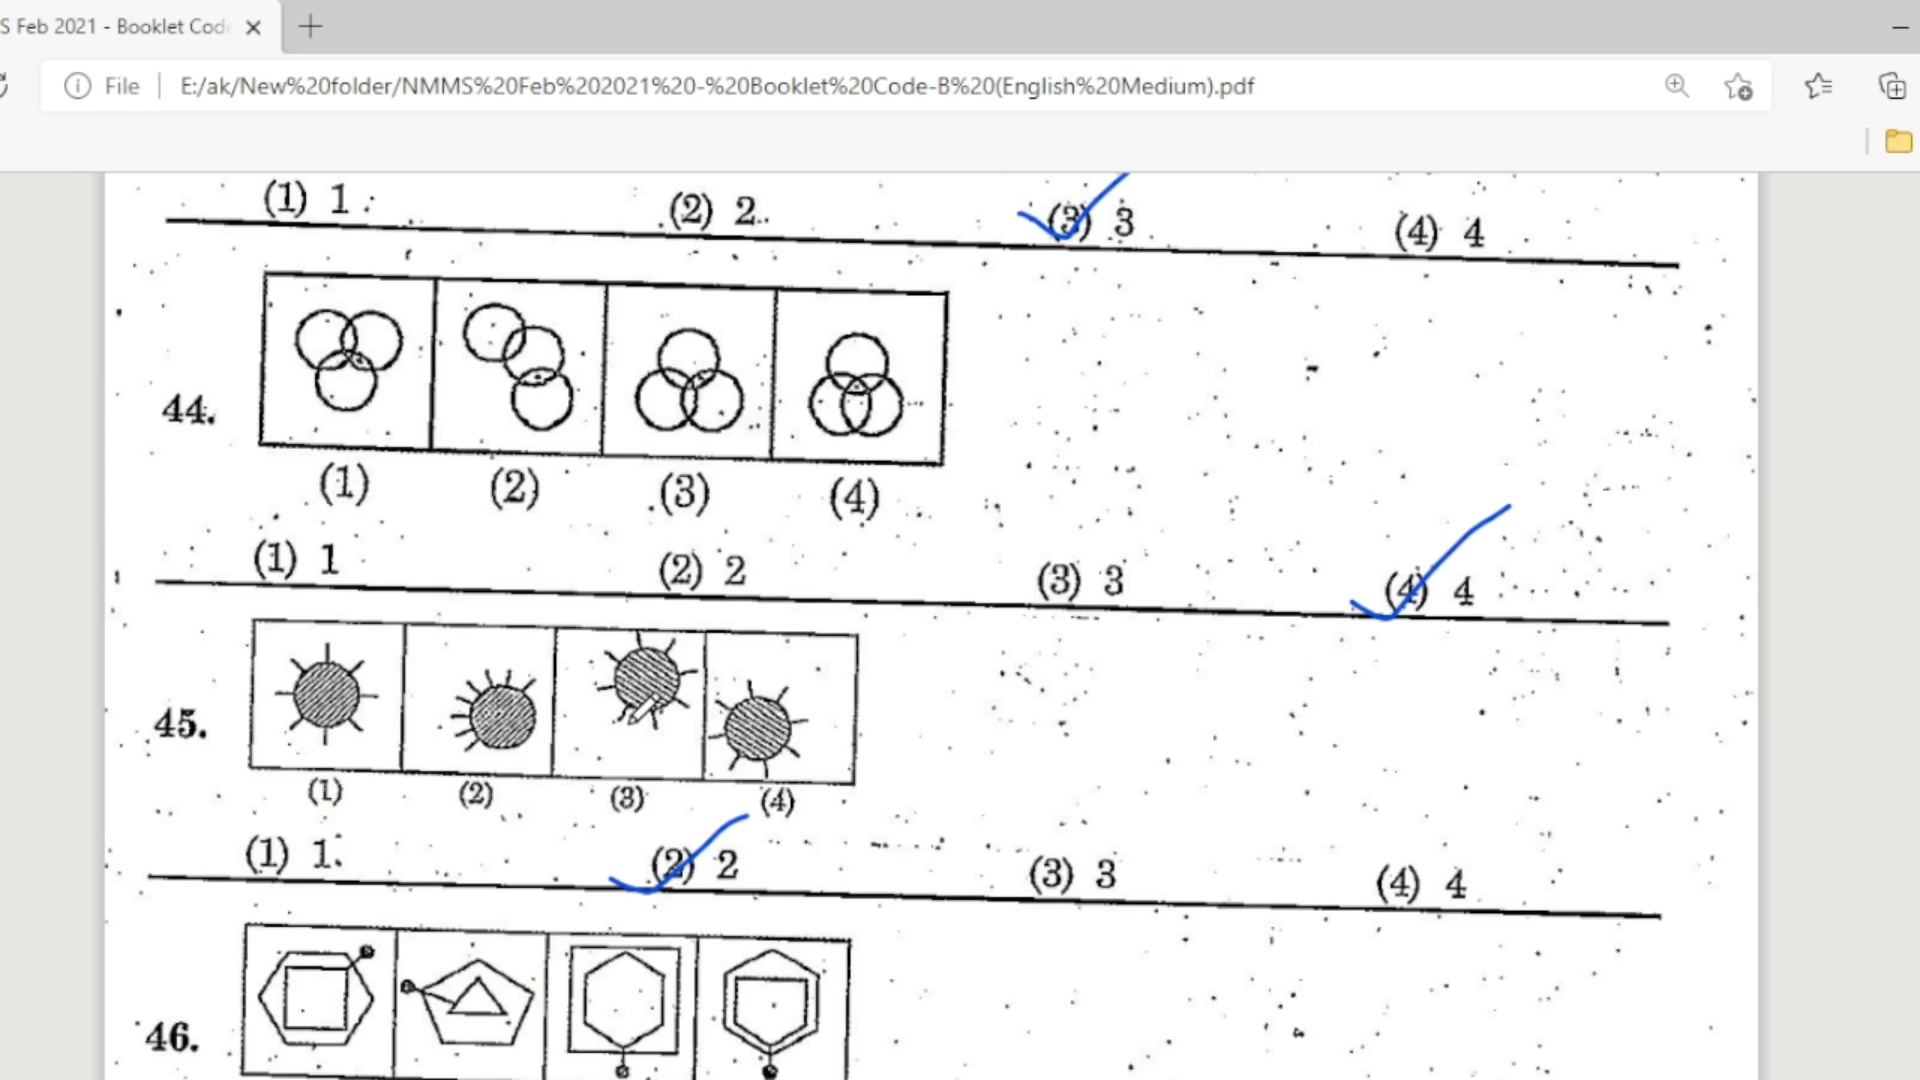 S Feb 2021 - Booklet Cod
File
E:/ak/New%20folder/NMMS%20Feb%202021%20-%20Booklet%20Code-B%20(English%20Medium).pdf
(1) 1 (2) 2 (3) 3 (4) 4
44.
(1) (2) (3) (4)
(1) 1 (2) 2 (3) 3 (4) 4
45.
(1) (2) (3) (4)
(1) 1 (2) 2 (3) 3 (4) 4
46.